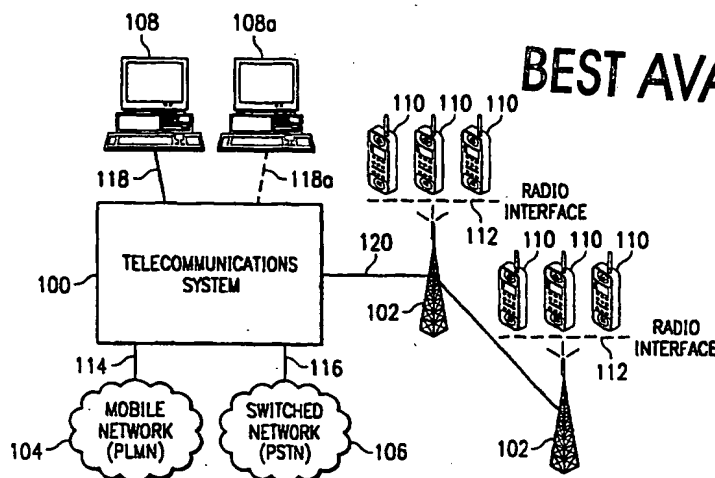 108
108a
BEST AVA
110
110
110
118
118a
RADIO
INTERFACE
112
110
110
110
TELECOMMUNICATIONS
SYSTEM
120
100
102
RADIO
INTERFACE
112
114
116
MOBILE
NETWORK
(PLMN)
SWITCHED
NETWORK
(PSTN)
104
106
102